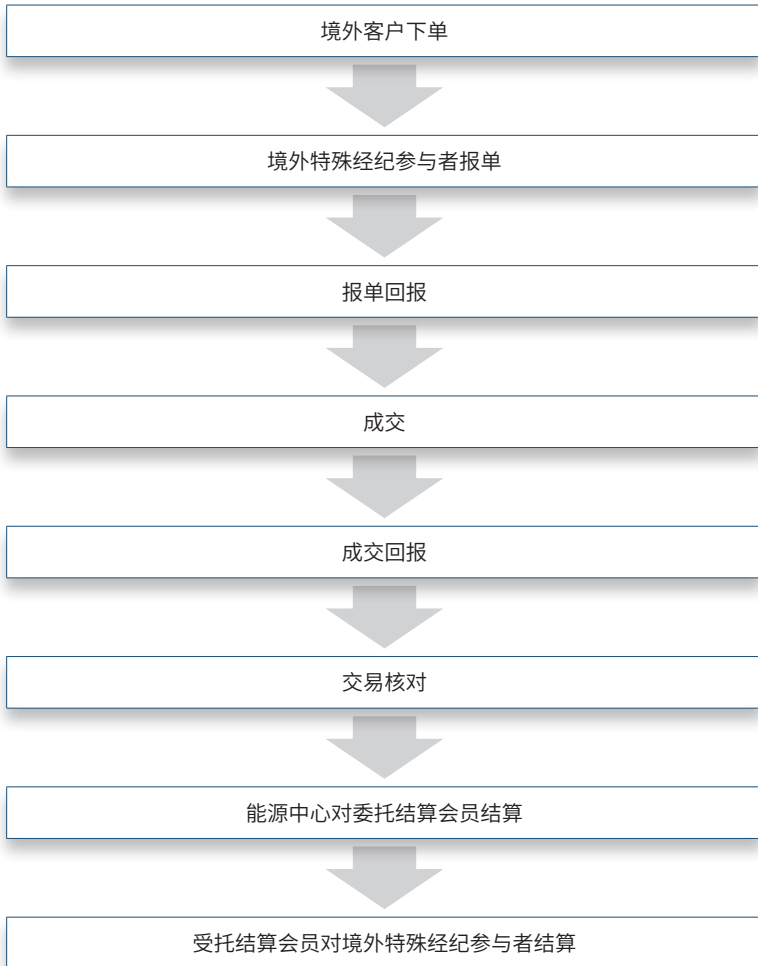 境外客户下单
境外特殊经纪参与者报单
报单回报
成交
成交回报
交易核对
能源中心对委托结算会员结算
受托结算会员对境外特殊经纪参与者结算